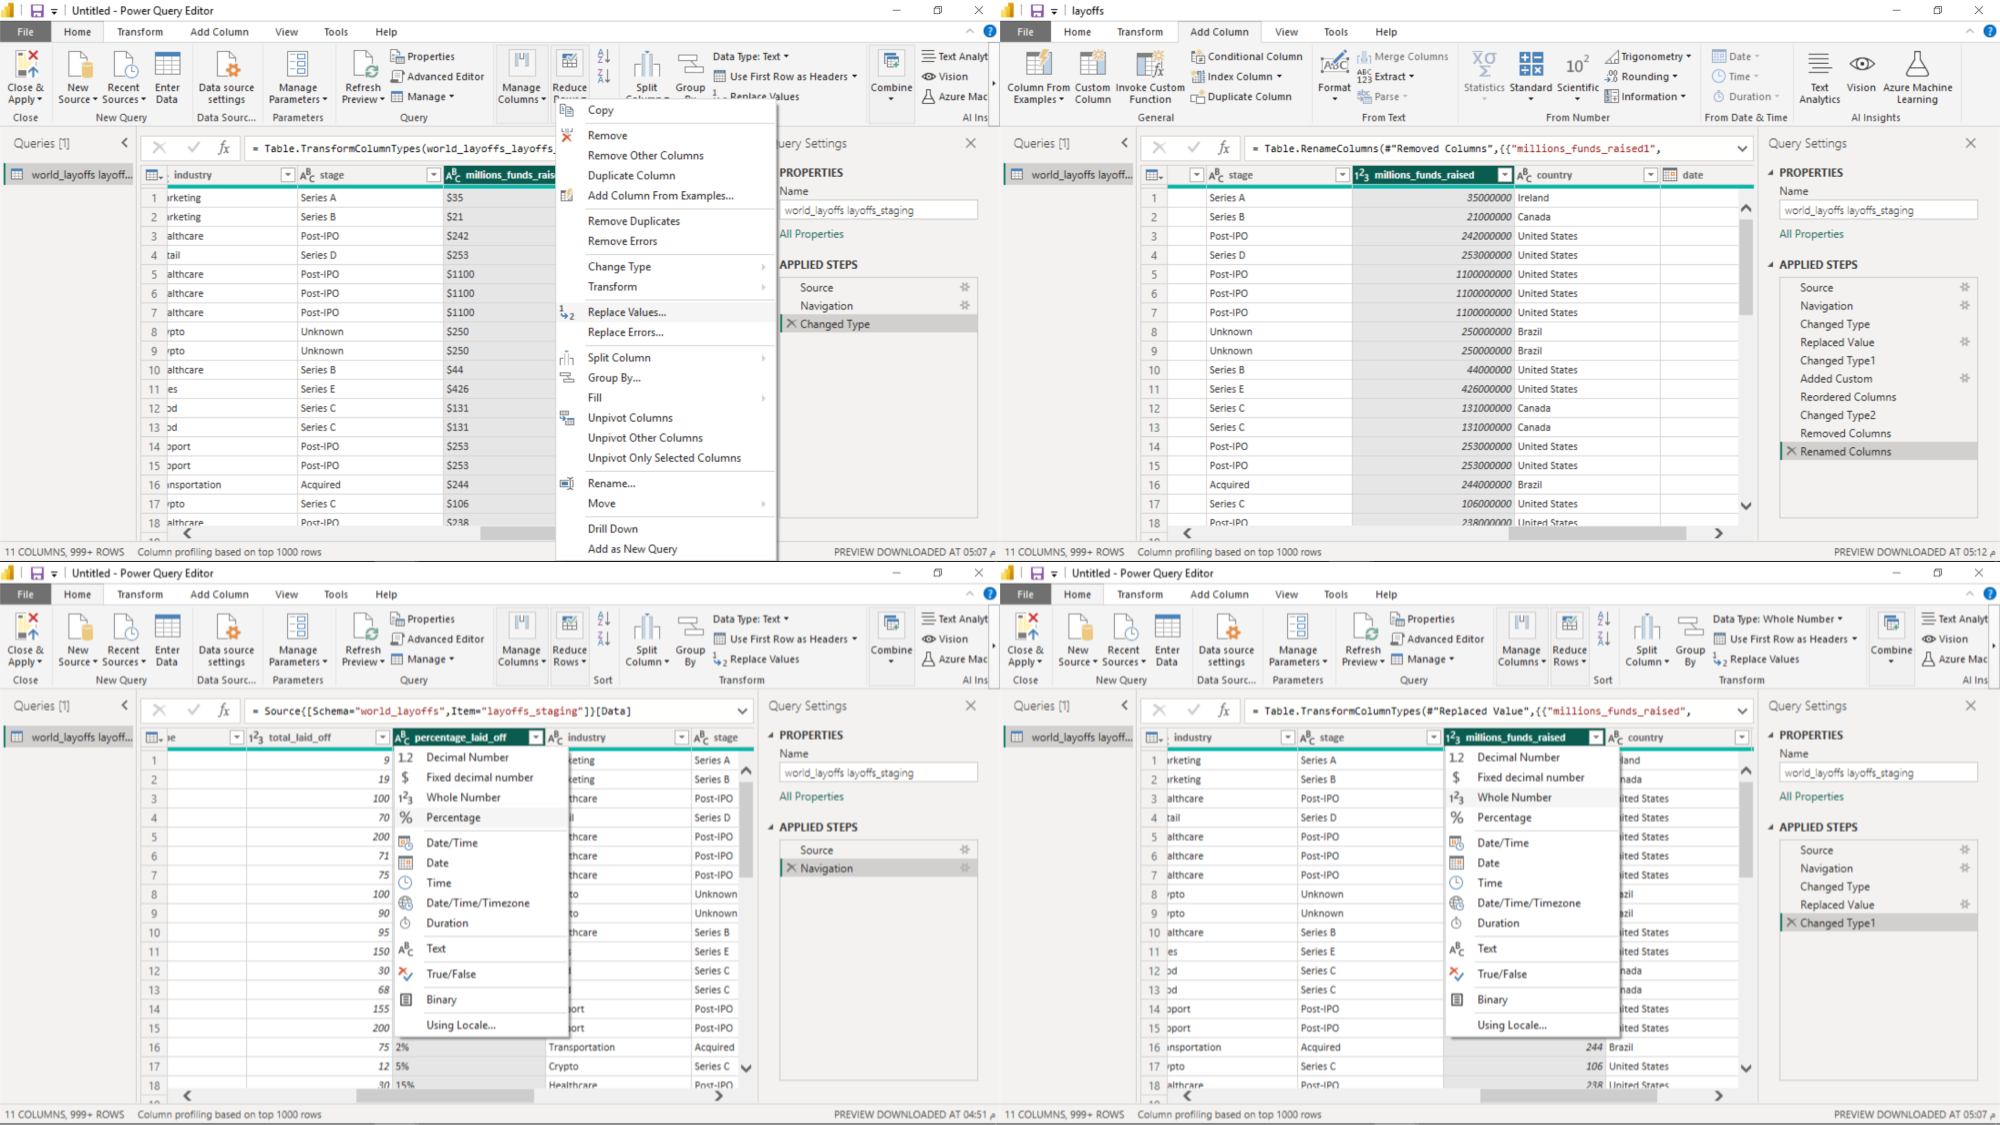 Untitled - Power Query Editor
File Home Transform Add Column View Tools Help
Close & Apply
New Source
Recent Sources
Enter Data
Data source settings
Manage Parameters
Refresh Preview
Properties
Advanced Editor
Manage
Manage Columns
Reduce
Split
Group
Data Type: Text
Use First Row as Headers
Replace Values
Combine
Text Analyt
Vision
Azure Mac
Close New Query Data Sourc... Parameters Query AI Ins
Queries [1]
world_layoffs layoff...
= Table.TransformColumnTypes(world_layoffs_layoffs_
industry stage millions_funds_rais
1 rketing Series A $35
2 rketing Series B $21
3 althcare Post-IPO $242
4 tail Series D $253
5 althcare Post-IPO $1100
6 althcare Post-IPO $1100
7 althcare Post-IPO $1100
8 ypto Unknown $250
9 ypto Unknown $250
10 althcare Series B $44
11 es Series E $426
12 od Series C $131
13 od Series C $131
14 pport Post-IPO $253
15 pport Post-IPO $253
16 ansportation Acquired $244
17 ypto Series C $106
18 althcare Post-IPO $238
Copy
Remove
Remove Other Columns
Duplicate Column
Add Column From Examples...
Remove Duplicates
Remove Errors
Change Type
Transform
Replace Values...
Replace Errors...
Split Column
Group By...
Fill
Unpivot Columns
Unpivot Other Columns
Unpivot Only Selected Columns
Rename...
Move
Drill Down
Add as New Query
uery Settings
PROPERTIES
Name
world_layoffs layoffs_staging
All Properties
APPLIED STEPS
Source
Navigation
Changed Type
11 COLUMNS, 999+ ROWS Column profiling based on top 1000 rows
PREVIEW DOWNLOADED AT 05:07 م
layoffs
File Home Transform Add Column View Tools Help
Column From Examples
Custom Column
Invoke Custom Function
Conditional Column
Index Column
Duplicate Column
Format
Merge Columns
Extract
Parse
Statistics
Standard
Scientific
Trigonometry
Rounding
Information
Date
Time
Duration
Text Analytics
Vision
Azure Machine Learning
General From Text From Number From Date & Time AI Insights
Queries [1]
world_layoffs layoff...
= Table.RenameColumns(#"Removed Columns",{{"millions_funds_raised1",
stage millions_funds_raised country date
1 Series A 35000000 Ireland
2 Series B 21000000 Canada
3 Post-IPO 242000000 United States
4 Series D 253000000 United States
5 Post-IPO 1100000000 United States
6 Post-IPO 1100000000 United States
7 Post-IPO 1100000000 United States
8 Unknown 250000000 Brazil
9 Unknown 250000000 Brazil
10 Series B 44000000 United States
11 Series E 426000000 United States
12 Series C 131000000 Canada
13 Series C 131000000 Canada
14 Post-IPO 253000000 United States
15 Post-IPO 253000000 United States
16 Acquired 244000000 Brazil
17 Series C 106000000 United States
18 Post-IPO 238000000 United States
Query Settings
PROPERTIES
Name
world_layoffs layoffs_staging
All Properties
APPLIED STEPS
Source
Navigation
Changed Type
Replaced Value
Changed Type1
Added Custom
Reordered Columns
Changed Type2
Removed Columns
Renamed Columns
11 COLUMNS, 999+ ROWS Column profiling based on top 1000 rows
PREVIEW DOWNLOADED AT 05:12 م
Untitled - Power Query Editor
File Home Transform Add Column View Tools Help
Close & Apply
New Source
Recent Sources
Enter Data
Data source settings
Manage Parameters
Refresh Preview
Properties
Advanced Editor
Manage
Manage Columns
Reduce Rows
Split Column
Group By
Data Type: Text
Use First Row as Headers
Replace Values
Combine
Text Analyt
Vision
Azure Mac
Close New Query Data Sourc... Parameters Query Sort Transform AI Ins
Queries [1]
world_layoffs layoff...
= Source{[Schema="world_layoffs",Item="layoffs_staging"]}[Data]
e total_laid_off percentage_laid_off industry stage
1 9 keting Series A
2 19 keting Series B
3 100 thcare Post-IPO
4 70 il Series D
5 200 thcare Post-IPO
6 71 thcare Post-IPO
7 75 thcare Post-IPO
8 100 to Unknown
9 90 to Unknown
10 95 thcare Series B
11 150 Series E
12 30 Series C
13 68 Series C
14 155 ort Post-IPO
15 200 ort Post-IPO
16 75 2% Transportation Acquired
17 12 5% Crypto Series C
18 30 15% Healthcare Post-IPO
1.2 Decimal Number
$ Fixed decimal number
123 Whole Number
% Percentage
Date/Time
Date
Time
Date/Time/Timezone
Duration
Text
True/False
Binary
Using Locale...
Query Settings
PROPERTIES
Name
world_layoffs layoffs_staging
All Properties
APPLIED STEPS
Source
Navigation
11 COLUMNS, 999+ ROWS Column profiling based on top 1000 rows
PREVIEW DOWNLOADED AT 04:51 م
Untitled - Power Query Editor
File Home Transform Add Column View Tools Help
Close & Apply
New Source
Recent Sources
Enter Data
Data source settings
Manage Parameters
Refresh Preview
Properties
Advanced Editor
Manage
Manage Columns
Reduce Rows
Split Column
Group By
Data Type: Whole Number
Use First Row as Headers
Replace Values
Combine
Text Analyt
Vision
Azure Mac
Close New Query Data Sourc... Parameters Query Sort Transform AI Ins
Queries [1]
world_layoffs layoff...
= Table.TransformColumnTypes(#"Replaced Value",{{"millions_funds_raised",
industry stage millions_funds_raised country
1 rketing Series A land
2 rketing Series B nada
3 althcare Post-IPO ited States
4 tail Series D ited States
5 althcare Post-IPO ited States
6 althcare Post-IPO ited States
7 althcare Post-IPO ited States
8 ypto Unknown zil
9 ypto Unknown zil
10 althcare Series B ited States
11 es Series E ited States
12 od Series C nada
13 od Series C nada
14 pport Post-IPO ited States
15 pport Post-IPO ited States
16 ansportation Acquired 244 Brazil
17 ypto Series C 106 United States
18 althcare Post-IPO 238 United States
1.2 Decimal Number
$ Fixed decimal number
123 Whole Number
% Percentage
Date/Time
Date
Time
Date/Time/Timezone
Duration
Text
True/False
Binary
Using Locale...
Query Settings
PROPERTIES
Name
world_layoffs layoffs_staging
All Properties
APPLIED STEPS
Source
Navigation
Changed Type
Replaced Value
Changed Type1
11 COLUMNS, 999+ ROWS Column profiling based on top 1000 rows
PREVIEW DOWNLOADED AT 05:07 م